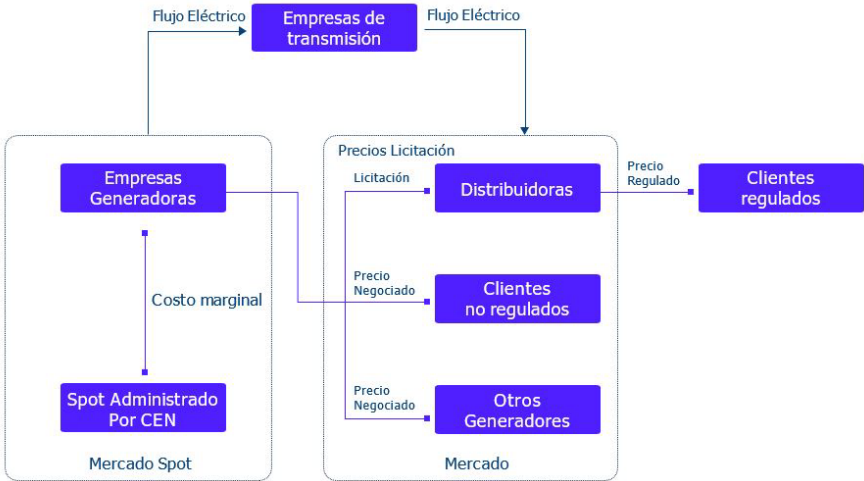 Flujo Eléctrico
Empresas de
transmisión
Flujo Eléctrico
Precios Licitación
Empresas
Generadoras
Licitación
Distribuidoras
Precio
Regulado
Clientes
regulados
Costo marginal
Precio
Negociado
Clientes
no regulados
Spot Administrado
Por CEN
Precio
Negociado
Otros
Generadores
Mercado Spot
Mercado